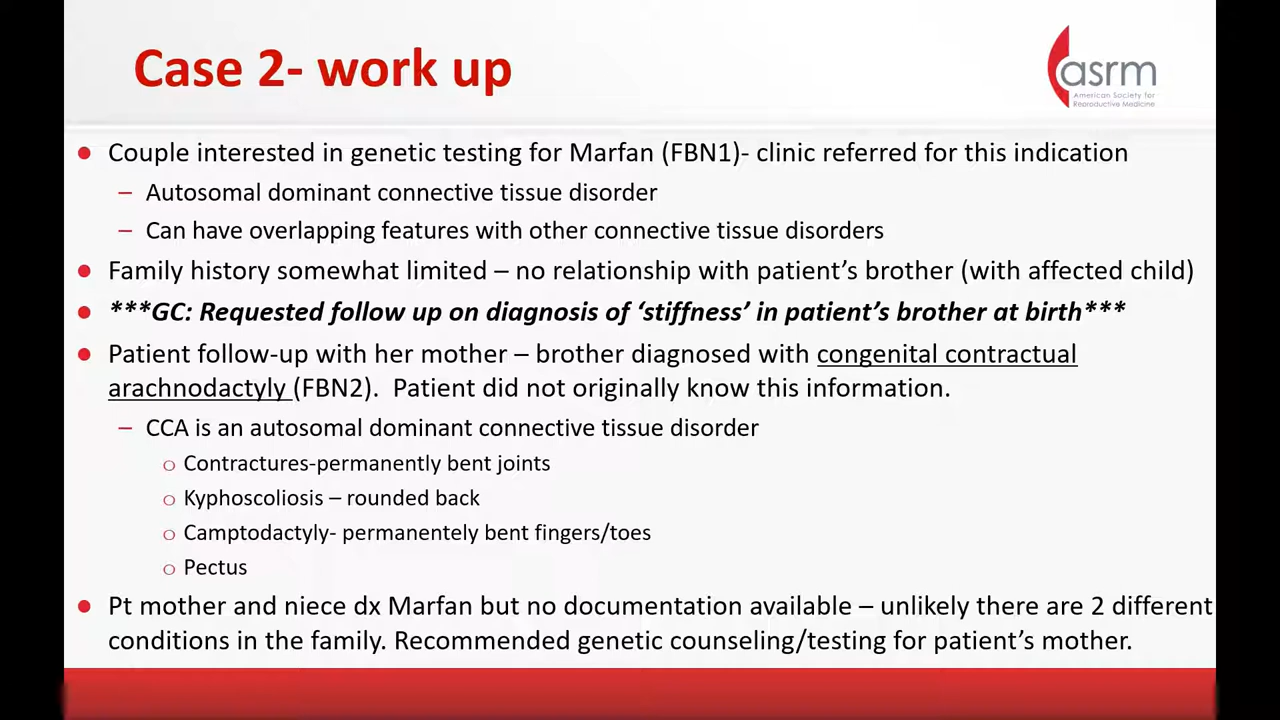 Case 2- work up
asrm
American Society for
Reproductive Medicine
● Couple interested in genetic testing for Marfan (FBN1)- clinic referred for this indication
– Autosomal dominant connective tissue disorder
– Can have overlapping features with other connective tissue disorders
● Family history somewhat limited – no relationship with patient’s brother (with affected child)
● ***GC: Requested follow up on diagnosis of ‘stiffness’ in patient’s brother at birth***
● Patient follow-up with her mother – brother diagnosed with congenital contractual
arachnodactyly (FBN2). Patient did not originally know this information.
– CCA is an autosomal dominant connective tissue disorder
o Contractures-permanently bent joints
o Kyphoscoliosis – rounded back
o Camptodactyly- permanentely bent fingers/toes
o Pectus
● Pt mother and niece dx Marfan but no documentation available – unlikely there are 2 different
conditions in the family. Recommended genetic counseling/testing for patient’s mother.